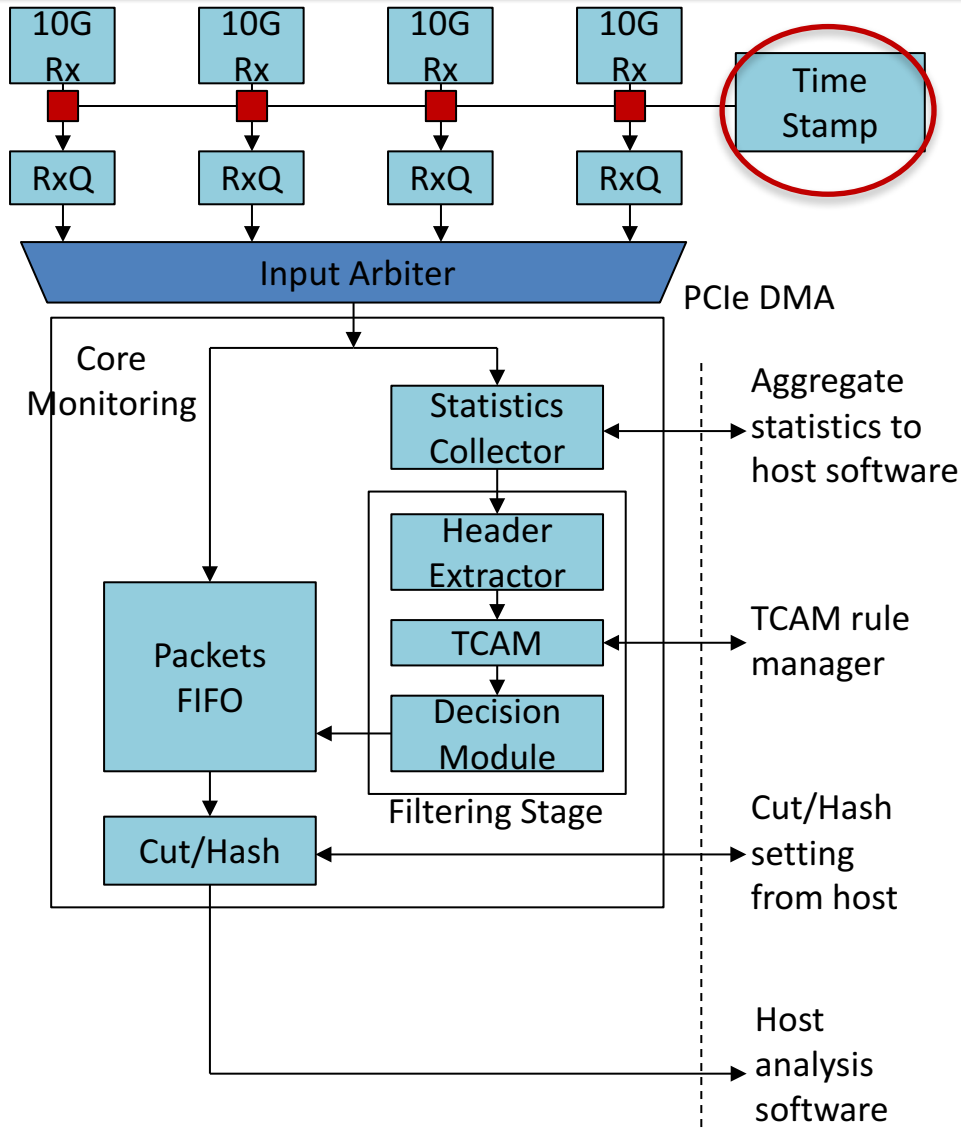 10G
Rx
10G
Rx
10G
Rx
10G
Rx
Time
Stamp
RxQ
RxQ
RxQ
RxQ
Input Arbiter
PCIe DMA
Core
Monitoring
Statistics
Collector
Aggregate
statistics to
host software
Header
Extractor
TCAM
TCAM rule
manager
Packets
FIFO
Decision
Module
Filtering Stage
Cut/Hash
Cut/Hash
setting
from host
Host
analysis
software